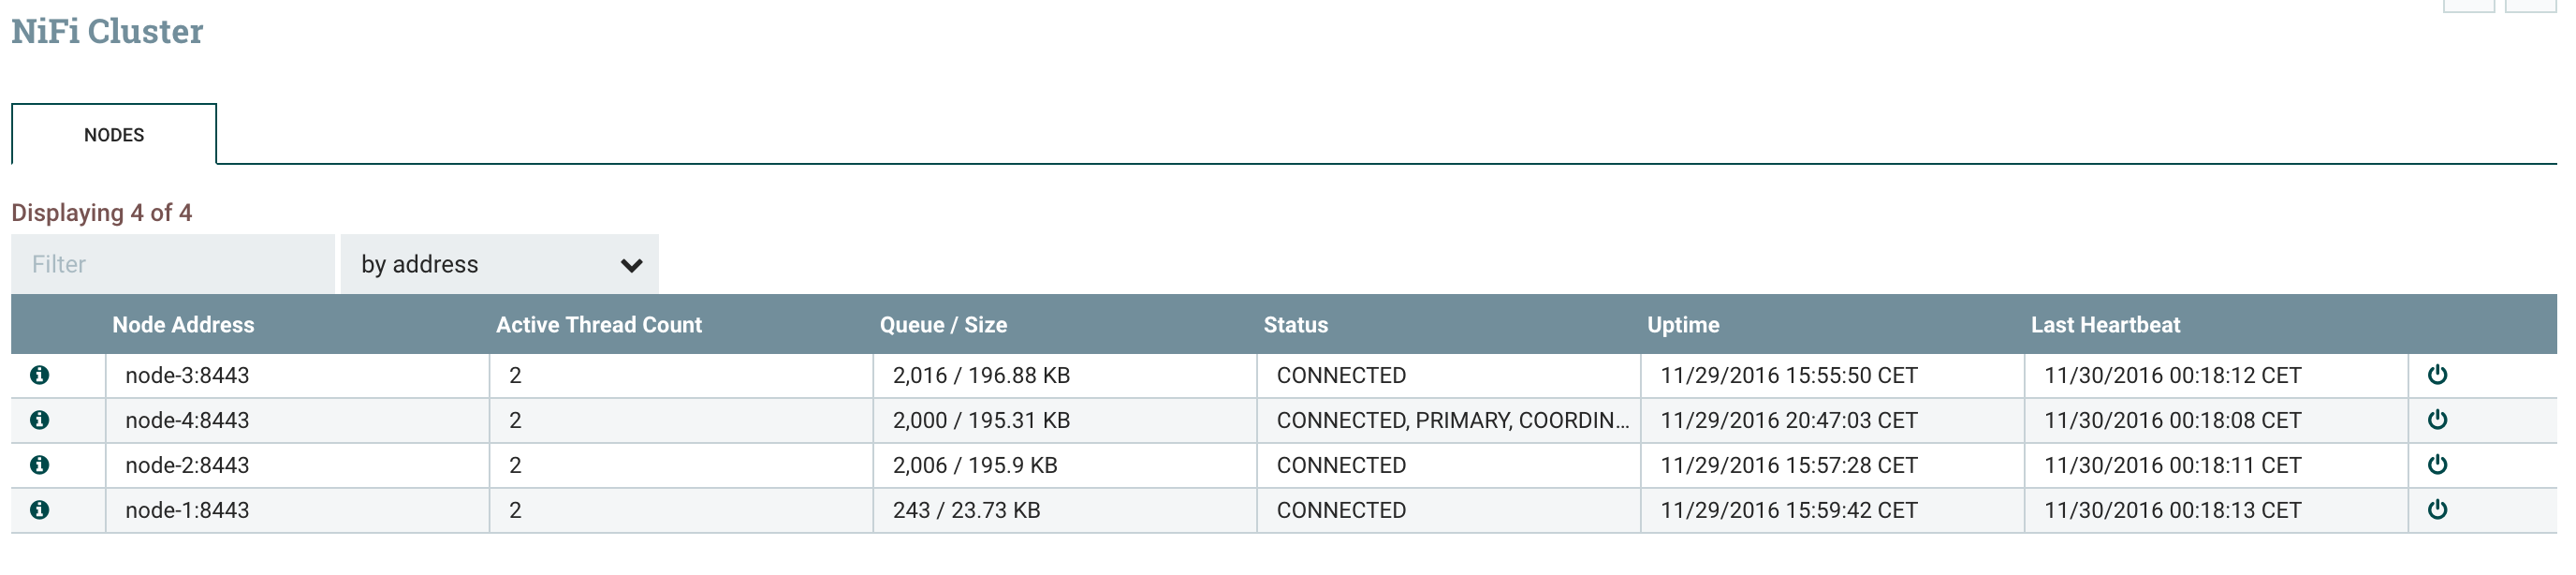 NiFi Cluster
NODES
Displaying 4 of 4
Filter by address
Node Address Active Thread Count Queue / Size Status Uptime Last Heartbeat
node-3:8443 2 2,016 / 196.88 KB CONNECTED 11/29/2016 15:55:50 CET 11/30/2016 00:18:12 CET
node-4:8443 2 2,000 / 195.31 KB CONNECTED, PRIMARY, COORDIN... 11/29/2016 20:47:03 CET 11/30/2016 00:18:08 CET
node-2:8443 2 2,006 / 195.9 KB CONNECTED 11/29/2016 15:57:28 CET 11/30/2016 00:18:11 CET
node-1:8443 2 243 / 23.73 KB CONNECTED 11/29/2016 15:59:42 CET 11/30/2016 00:18:13 CET